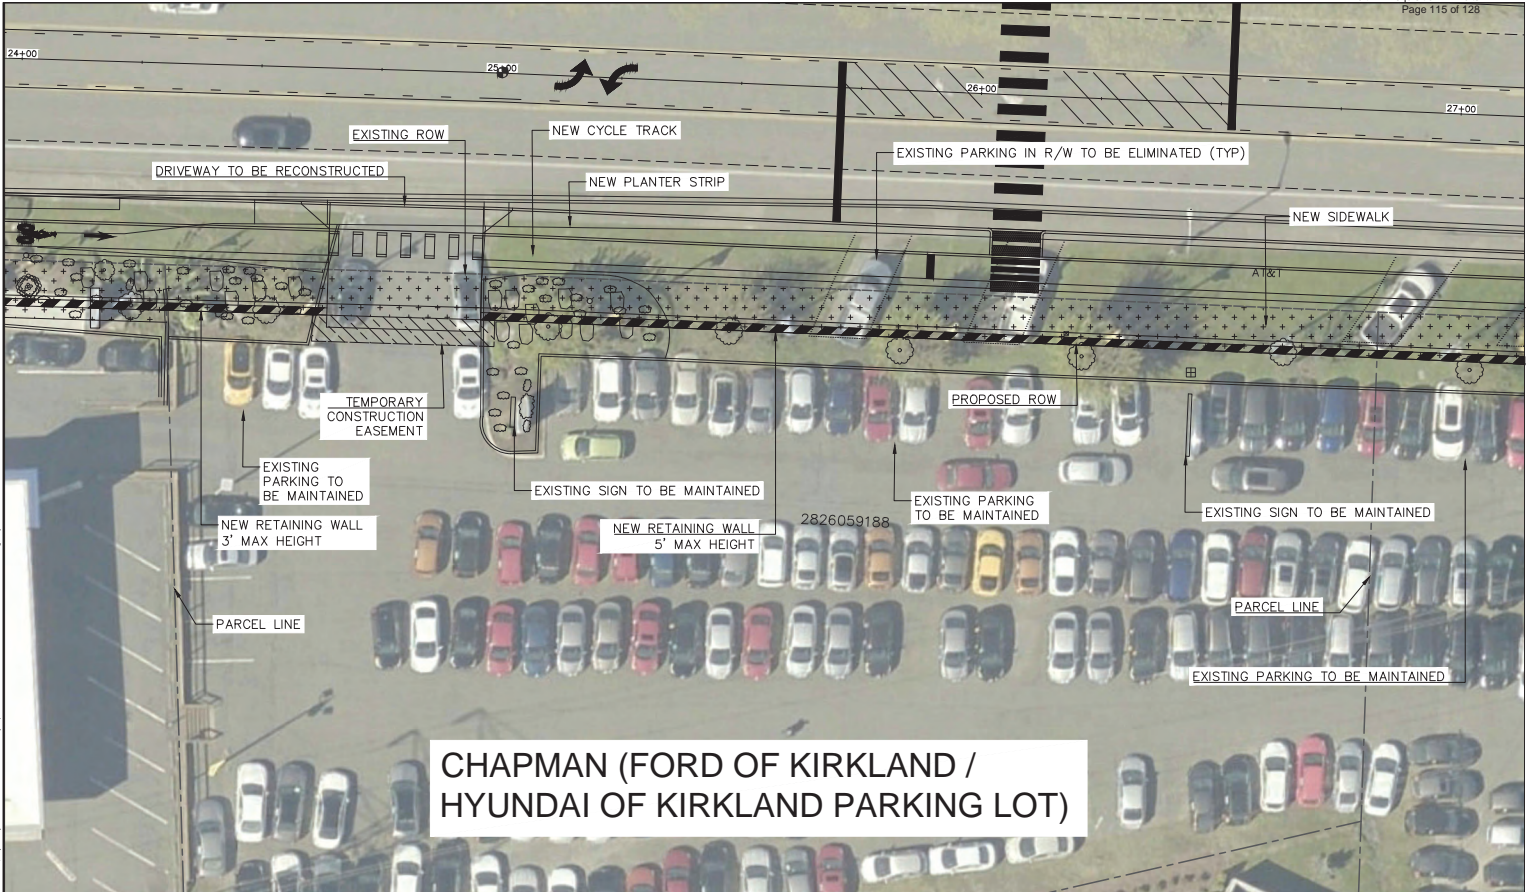 Page 115 of 128
24+00
25+00
26+00
27+00
EXISTING ROW
NEW CYCLE TRACK
EXISTING PARKING IN R/W TO BE ELIMINATED (TYP)
DRIVEWAY TO BE RECONSTRUCTED
NEW PLANTER STRIP
NEW SIDEWALK
AT&T
TEMPORARY
CONSTRUCTION
EASEMENT
PROPOSED ROW
EXISTING
PARKING TO
BE MAINTAINED
EXISTING SIGN TO BE MAINTAINED
EXISTING PARKING
TO BE MAINTAINED
EXISTING SIGN TO BE MAINTAINED
NEW RETAINING WALL
3' MAX HEIGHT
NEW RETAINING WALL
5' MAX HEIGHT
2826059188
PARCEL LINE
PARCEL LINE
EXISTING PARKING TO BE MAINTAINED
CHAPMAN (FORD OF KIRKLAND /
HYUNDAI OF KIRKLAND PARKING LOT)